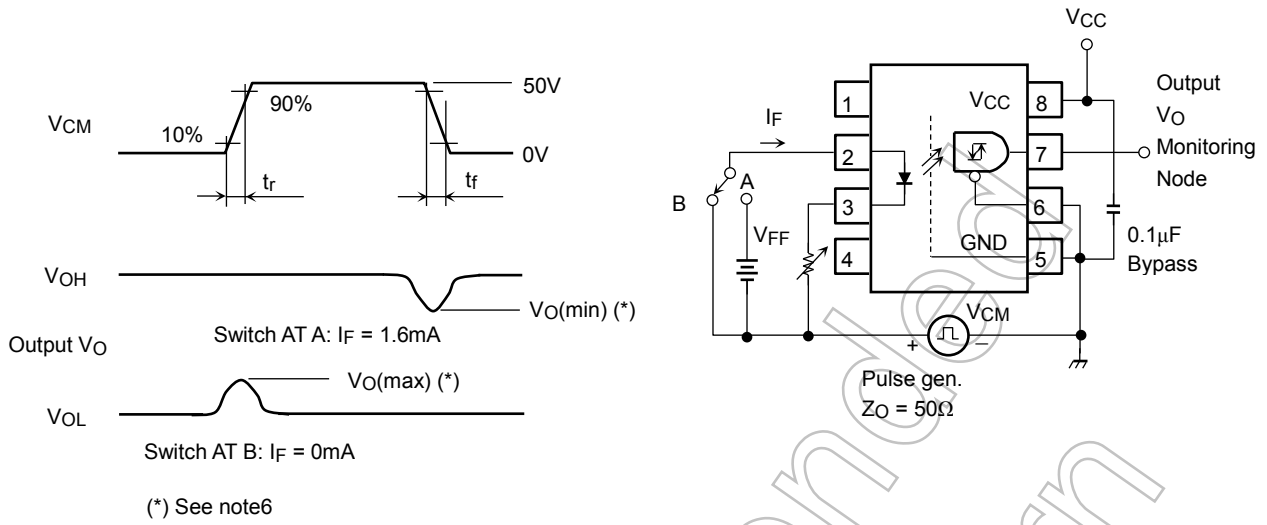 VCM
10%
90%
50V
0V
tr
tf
VOH
VO(min) (*)
Switch AT A: IF = 1.6mA
Output VO
VO(max) (*)
VOL
Switch AT B: IF = 0mA
(*) See note6
VCC
1
2
3
4
VCC
GND
8
7
6
5
IF
A
B
VFF
Output
VO
Monitoring
Node
0.1μF
Bypass
VCM
+
−
Pulse gen.
ZO = 50Ω